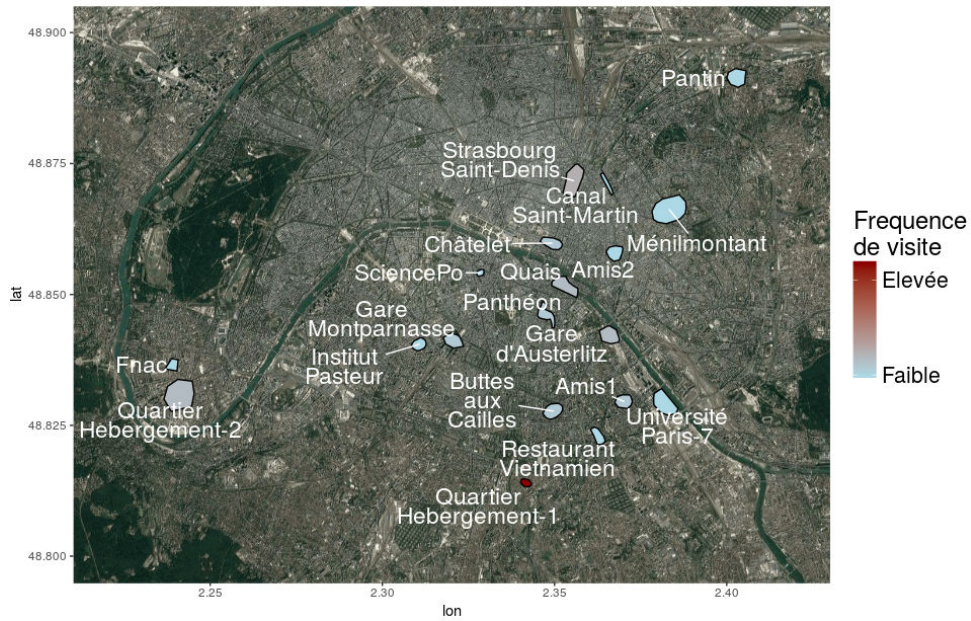 48.900
48.875
48.850
48.825
48.800
lat
Pantin
Strasbourg
Saint-Denis
Canal
Saint-Martin
Ménilmontant
Châtelet
SciencePo
Quais
Amis2
Panthéon
Gare
Montparnasse
Gare
d'Austerlitz
Institut
Pasteur
Fnac
Quartier
Hebergement-2
Buttes
aux
Cailles
Amis1
Université
Paris-7
Restaurant
Vietnamien
Quartier
Hebergement-1
2.25
2.30
2.35
2.40
lon
Frequence
de visite
Elevée
Faible